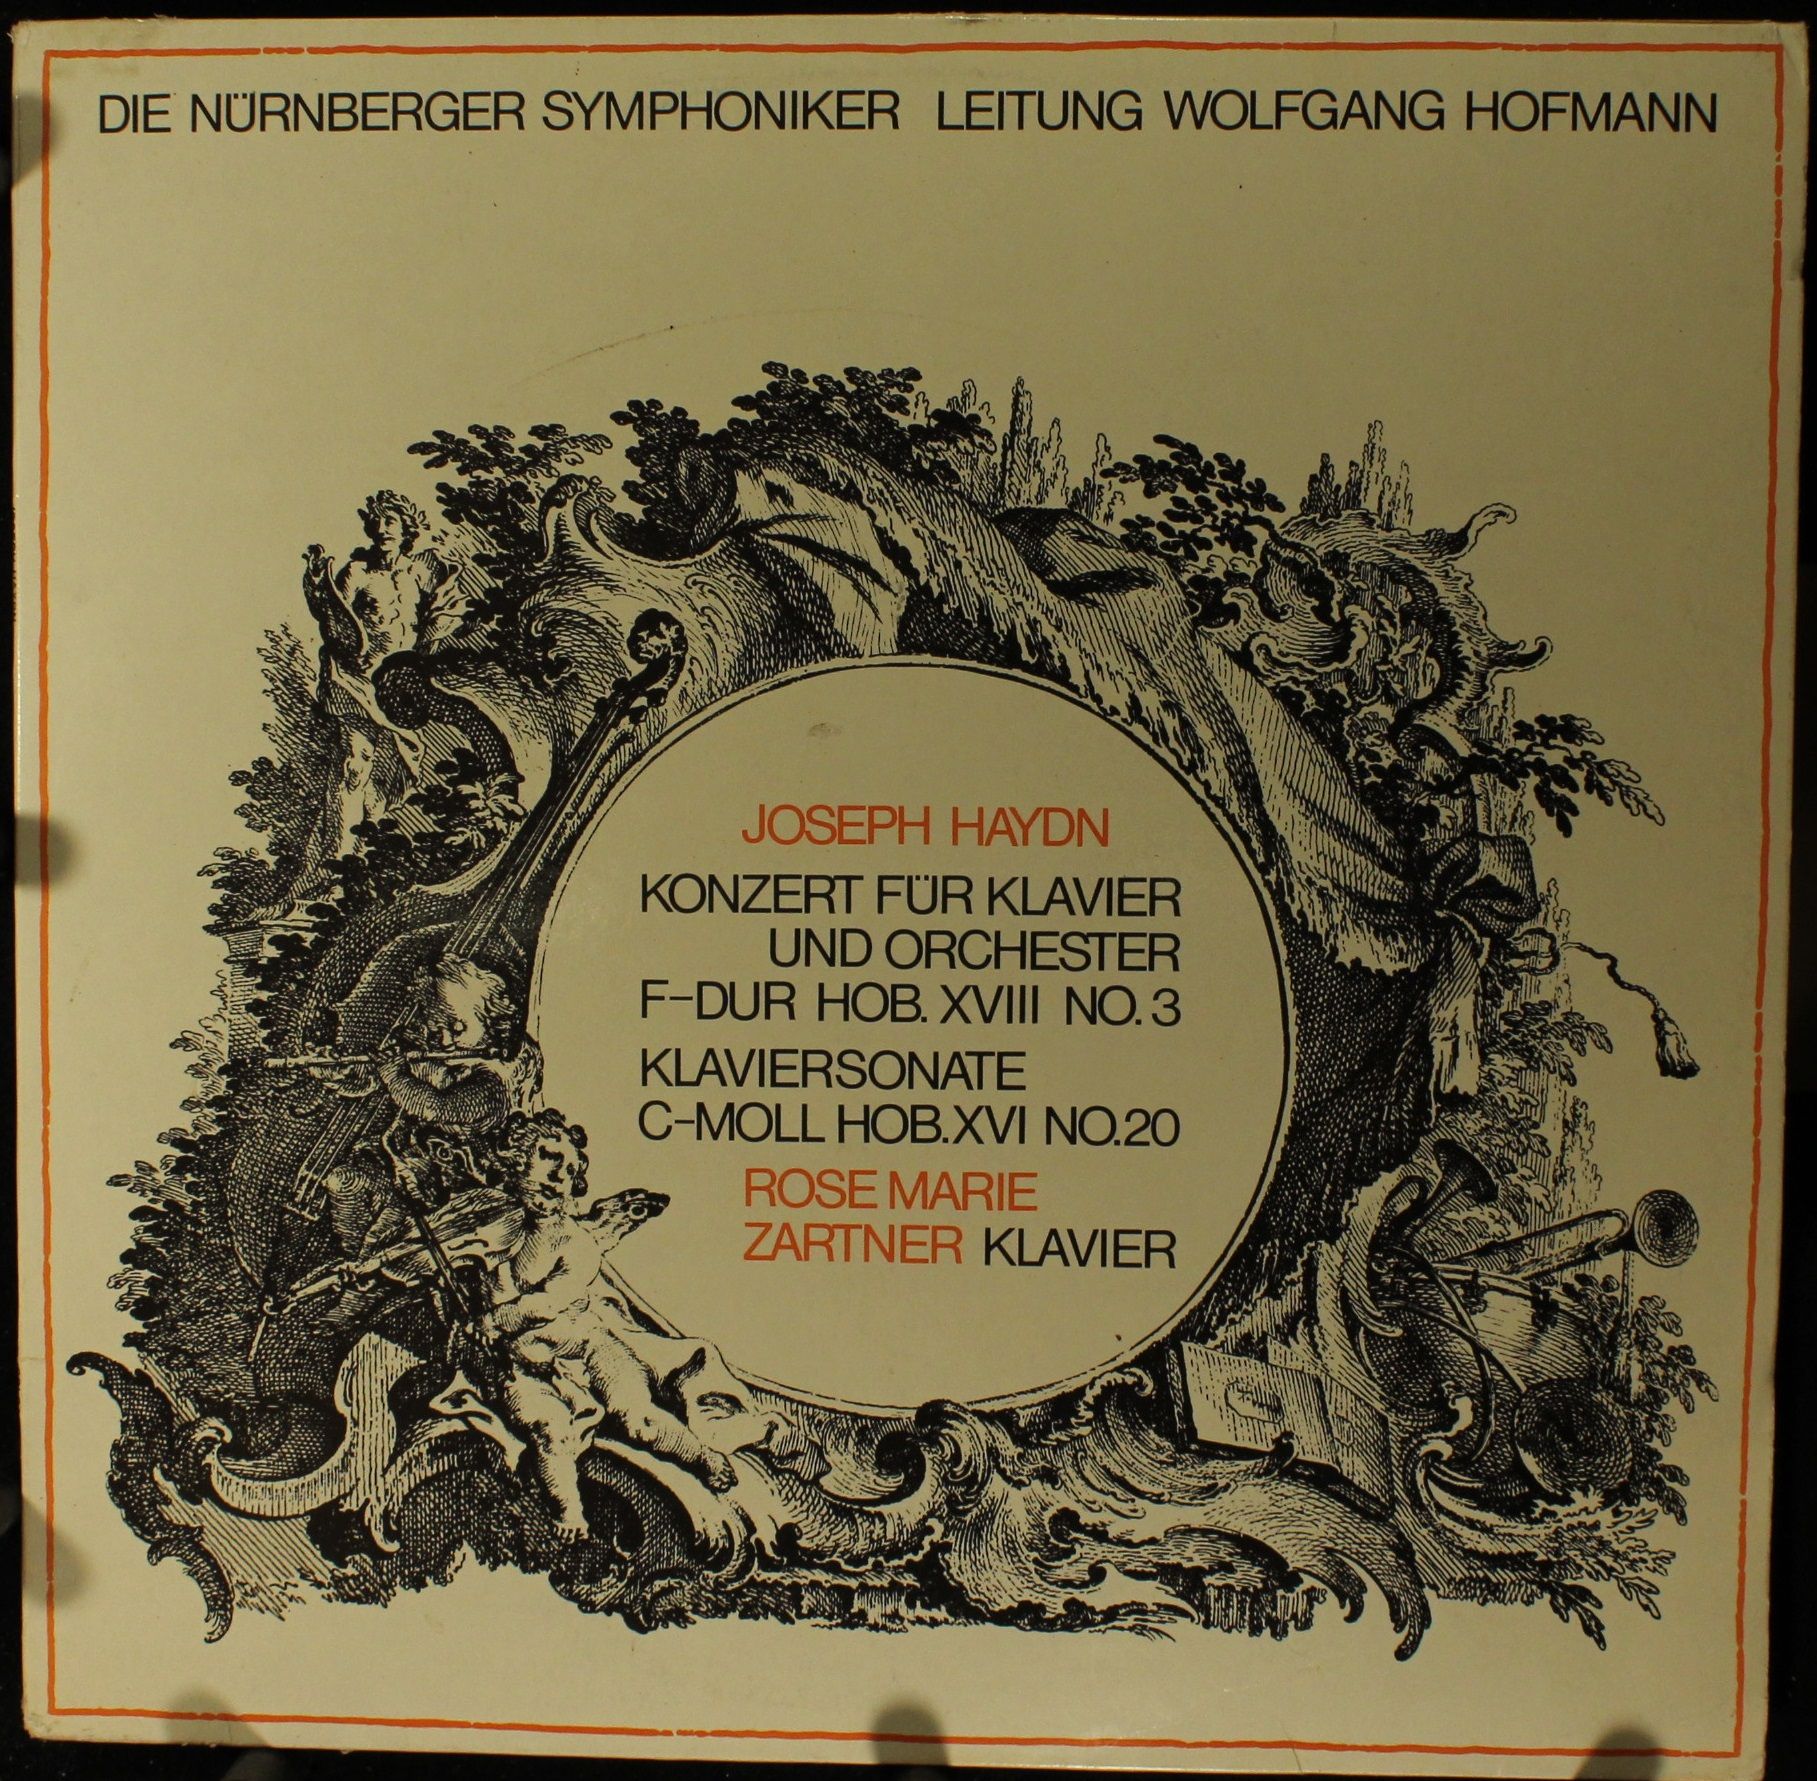 DIE NÜRNBERGER SYMPHONIKER LEITUNG WOLFGANG HOFMANN
JOSEPH HAYDN
KONZERT FÜR KLAVIER
UND ORCHESTER
F-DUR HOB. XVIII NO. 3
KLAVIERSONATE
C-MOLL HOB.XVI NO.20
ROSE MARIE
ZARTNER KLAVIER